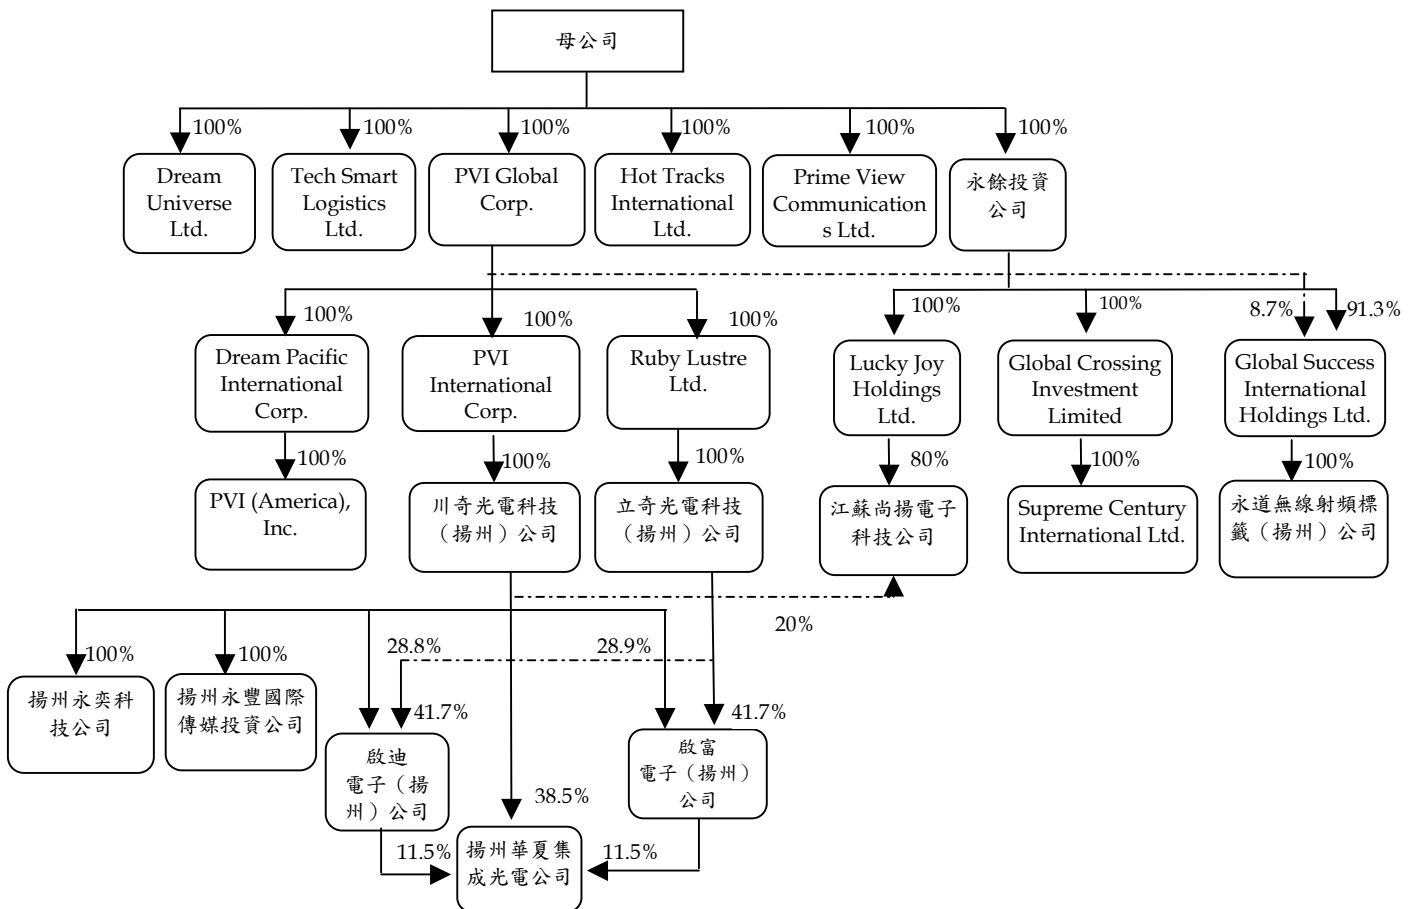 母公司
100%
100%
100%
100%
100%
100%
Dream
Universe
Ltd.
Tech Smart
Logistics
Ltd.
PVI Global
Corp.
Hot Tracks
International
Ltd.
Prime View
Communication
s Ltd.
永餘投資
公司
100%
100%
100%
100%
100%
8.7%
91.3%
Dream Pacific
International
Corp.
PVI
International
Corp.
Ruby Lustre
Ltd.
Lucky Joy
Holdings
Ltd.
Global Crossing
Investment
Limited
Global Success
International
Holdings Ltd.
100%
100%
100%
80%
100%
100%
PVI (America),
Inc.
川奇光電科技
（揚州）公司
立奇光電科技
（揚州）公司
江蘇尚揚電子
科技公司
Supreme Century
International Ltd.
永道無線射頻標
籤（揚州）公司
20%
100%
100%
28.8%
28.9%
揚州永奕科
技公司
揚州永豐國際
傳媒投資公司
41.7%
41.7%
啟迪
電子（揚
州）公司
啟富
電子（揚州）
公司
38.5%
11.5%
11.5%
揚州華夏集
成光電公司